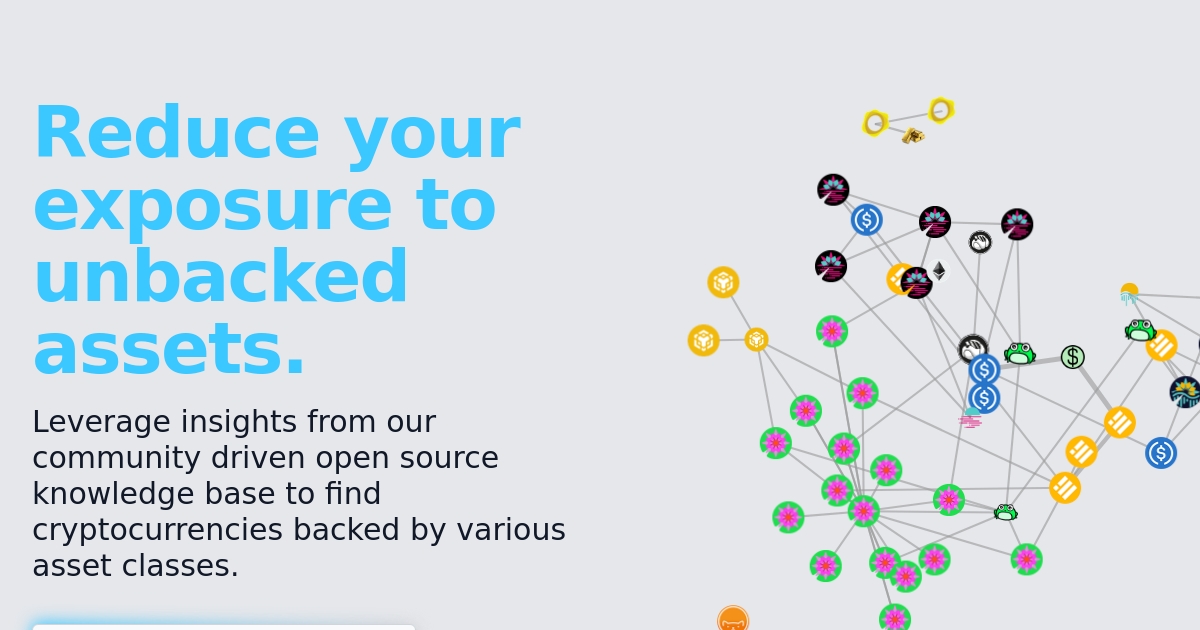 Reduce your
exposure to
unbacked
assets.
Leverage insights from our
community driven open source
knowledge base to find
cryptocurrencies backed by various
asset classes.